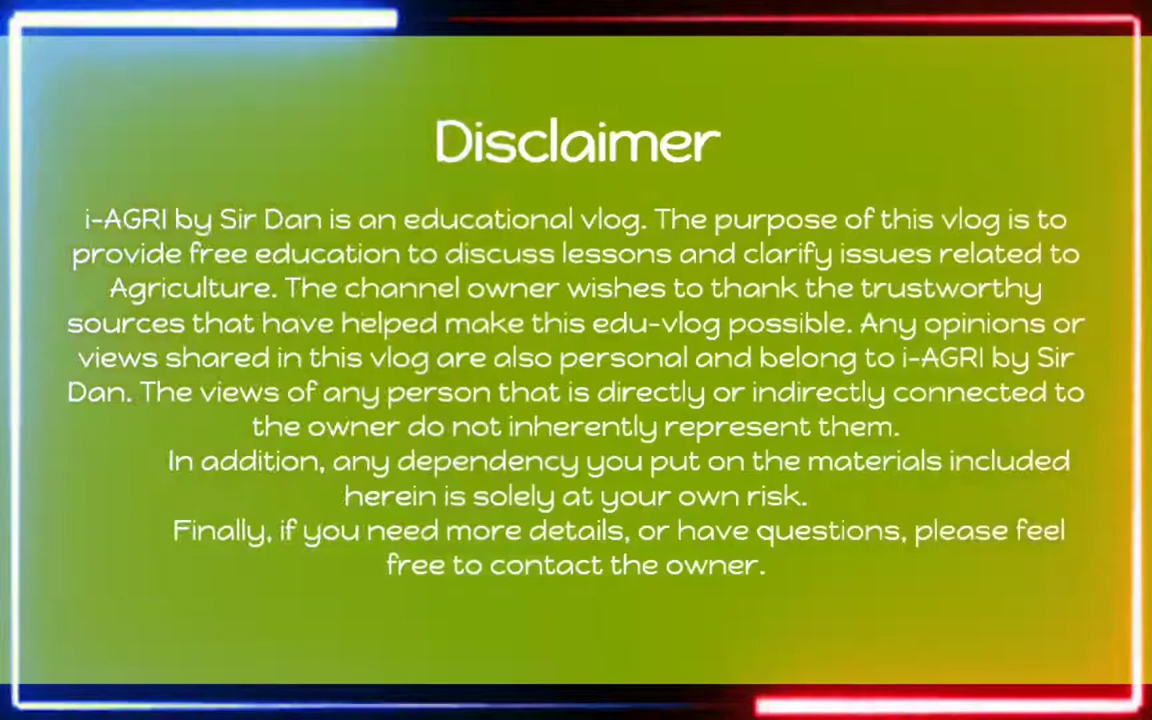 Disclaimer
i-AGRI by Sir Dan is an educational vlog. The purpose of this vlog is to
provide free education to discuss lessons and clarify issues related to
Agriculture. The channel owner wishes to thank the trustworthy
sources that have helped make this edu-vlog possible. Any opinions or
views shared in this vlog are also personal and belong to i-AGRI by Sir
Dan. The views of any person that is directly or indirectly connected to
the owner do not inherently represent them.
In addition, any dependency you put on the materials included
herein is solely at your own risk.
Finally, if you need more details, or have questions, please feel
free to contact the owner.